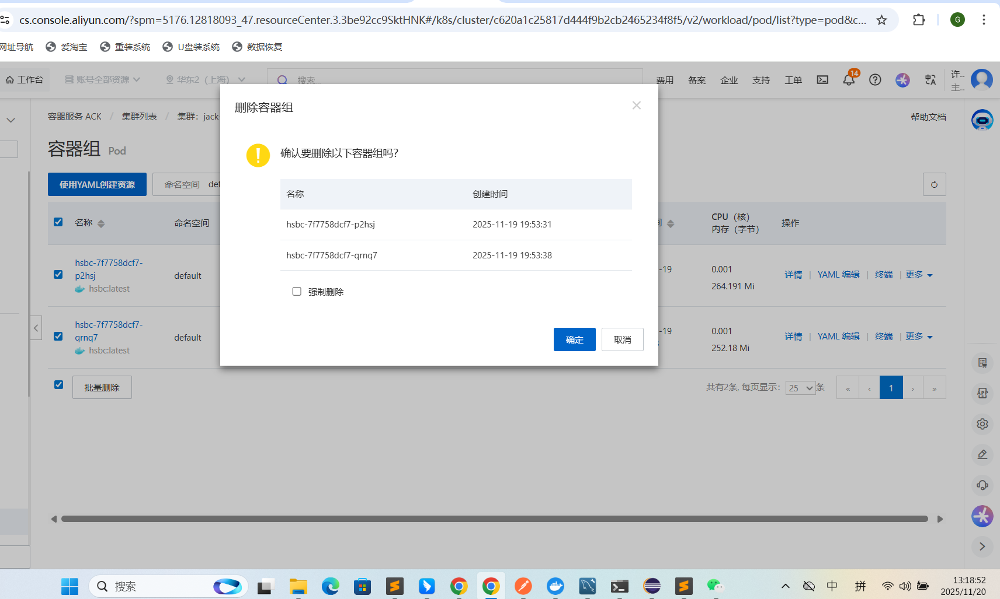 cs.console.aliyun.com/?spm=5176.12818093_47.resourceCenter.3.3be92cc9SktHNK#/k8s/cluster/c620a1c25817d444f9b2cb2465234f8f5/v2/workload/pod/list?type=pod&c...
G
网址导航 爱淘宝 重装系统 U盘装系统 数据恢复
工作台 账号全部资源 华东2（上海） 搜索... 费用 备案 企业 支持 工单 14 许...
主...
容器服务 ACK / 集群列表 / 集群：jack- 帮助文档
容器组 Pod
使用YAML创建资源 命名空间 def
名称 命名空间 间 CPU（核）
内存（字节） 操作
hsbc-7f7758dcf7-
p2hsj
hsbc:latest
default
-19
0.001
264.191 Mi
详情 | YAML 编辑 | 终端 | 更多
hsbc-7f7758dcf7-
qrnq7
hsbc:latest
default
-19
0.001
252.18 Mi
详情 | YAML 编辑 | 终端 | 更多
批量删除
共有2条, 每页显示： 25 条 « ‹ 1 › »
删除容器组
确认要删除以下容器组吗？
名称 创建时间
hsbc-7f7758dcf7-p2hsj 2025-11-19 19:53:31
hsbc-7f7758dcf7-qrnq7 2025-11-19 19:53:38
强制删除
确定 取消
API
搜索
中 拼
13:18:52
2025/11/20